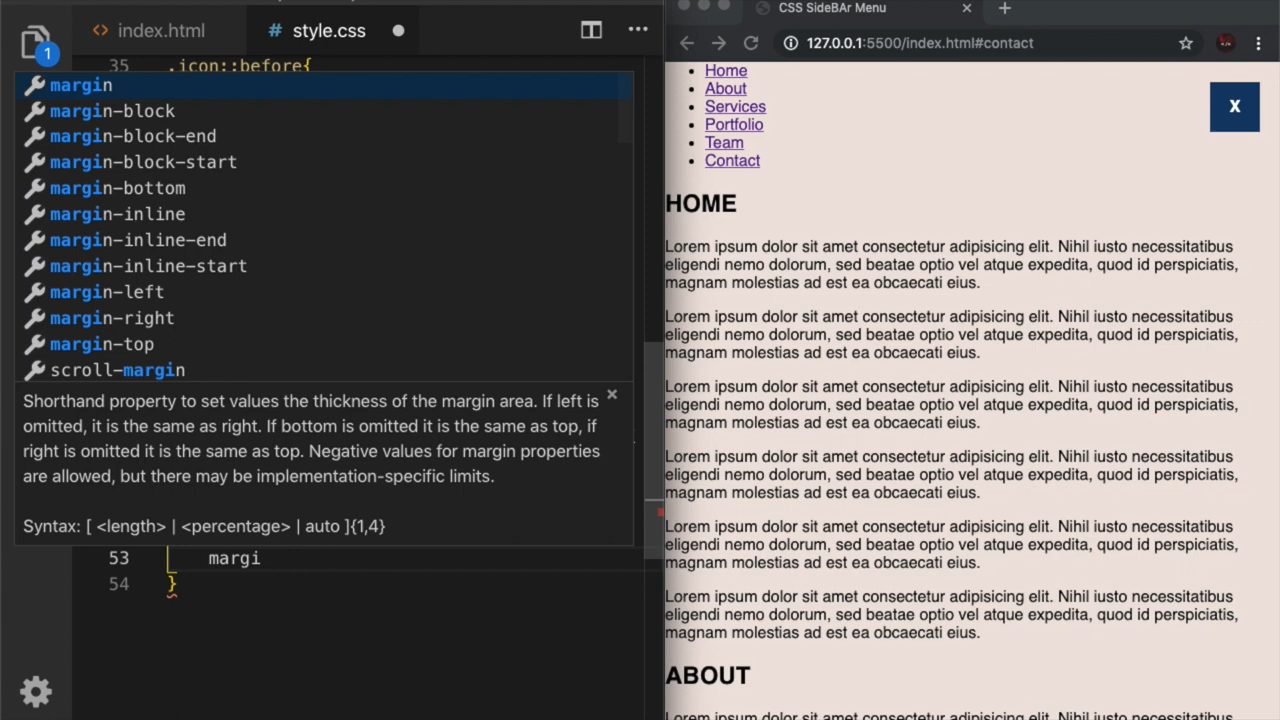 index.html
# style.css
1
35 .icon::before{
margin
margin-block
margin-block-end
margin-block-start
margin-bottom
margin-inline
margin-inline-end
margin-inline-start
margin-left
margin-right
margin-top
scroll-margin
Shorthand property to set values the thickness of the margin area. If left is
omitted, it is the same as right. If bottom is omitted it is the same as top, if
right is omitted it is the same as top. Negative values for margin properties
are allowed, but there may be implementation-specific limits.
Syntax: [ <length> | <percentage> | auto ]{1,4}
53 margi
54 }
CSS SideBAr Menu
127.0.0.1:5500/index.html#contact
Home
About
Services
Portfolio
Team
Contact
X
HOME
Lorem ipsum dolor sit amet consectetur adipisicing elit. Nihil iusto necessitatibus
eligendi nemo dolorum, sed beatae optio vel atque expedita, quod id perspiciatis,
magnam molestias ad est ea obcaecati eius.
Lorem ipsum dolor sit amet consectetur adipisicing elit. Nihil iusto necessitatibus
eligendi nemo dolorum, sed beatae optio vel atque expedita, quod id perspiciatis,
magnam molestias ad est ea obcaecati eius.
Lorem ipsum dolor sit amet consectetur adipisicing elit. Nihil iusto necessitatibus
eligendi nemo dolorum, sed beatae optio vel atque expedita, quod id perspiciatis,
magnam molestias ad est ea obcaecati eius.
Lorem ipsum dolor sit amet consectetur adipisicing elit. Nihil iusto necessitatibus
eligendi nemo dolorum, sed beatae optio vel atque expedita, quod id perspiciatis,
magnam molestias ad est ea obcaecati eius.
Lorem ipsum dolor sit amet consectetur adipisicing elit. Nihil iusto necessitatibus
eligendi nemo dolorum, sed beatae optio vel atque expedita, quod id perspiciatis,
magnam molestias ad est ea obcaecati eius.
Lorem ipsum dolor sit amet consectetur adipisicing elit. Nihil iusto necessitatibus
eligendi nemo dolorum, sed beatae optio vel atque expedita, quod id perspiciatis,
magnam molestias ad est ea obcaecati eius.
ABOUT
Lorem ipsum dolor sit amet consectetur adipisicing elit. Nihil iusto necessitatibus